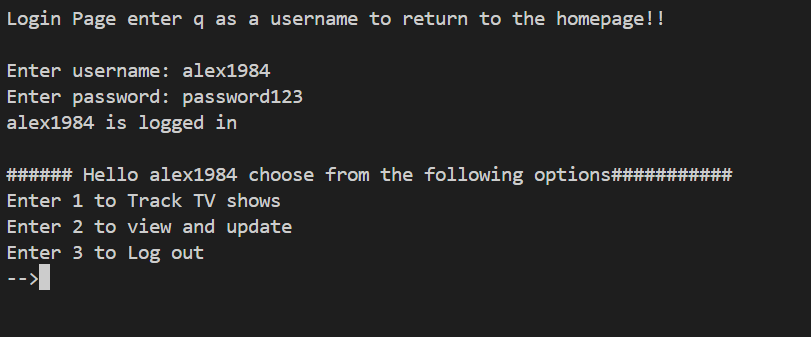 Login Page enter q as a username to return to the homepage!!
Enter username: alex1984
Enter password: password123
alex1984 is logged in
###### Hello alex1984 choose from the following options###########
Enter 1 to Track TV shows
Enter 2 to view and update
Enter 3 to Log out
-->